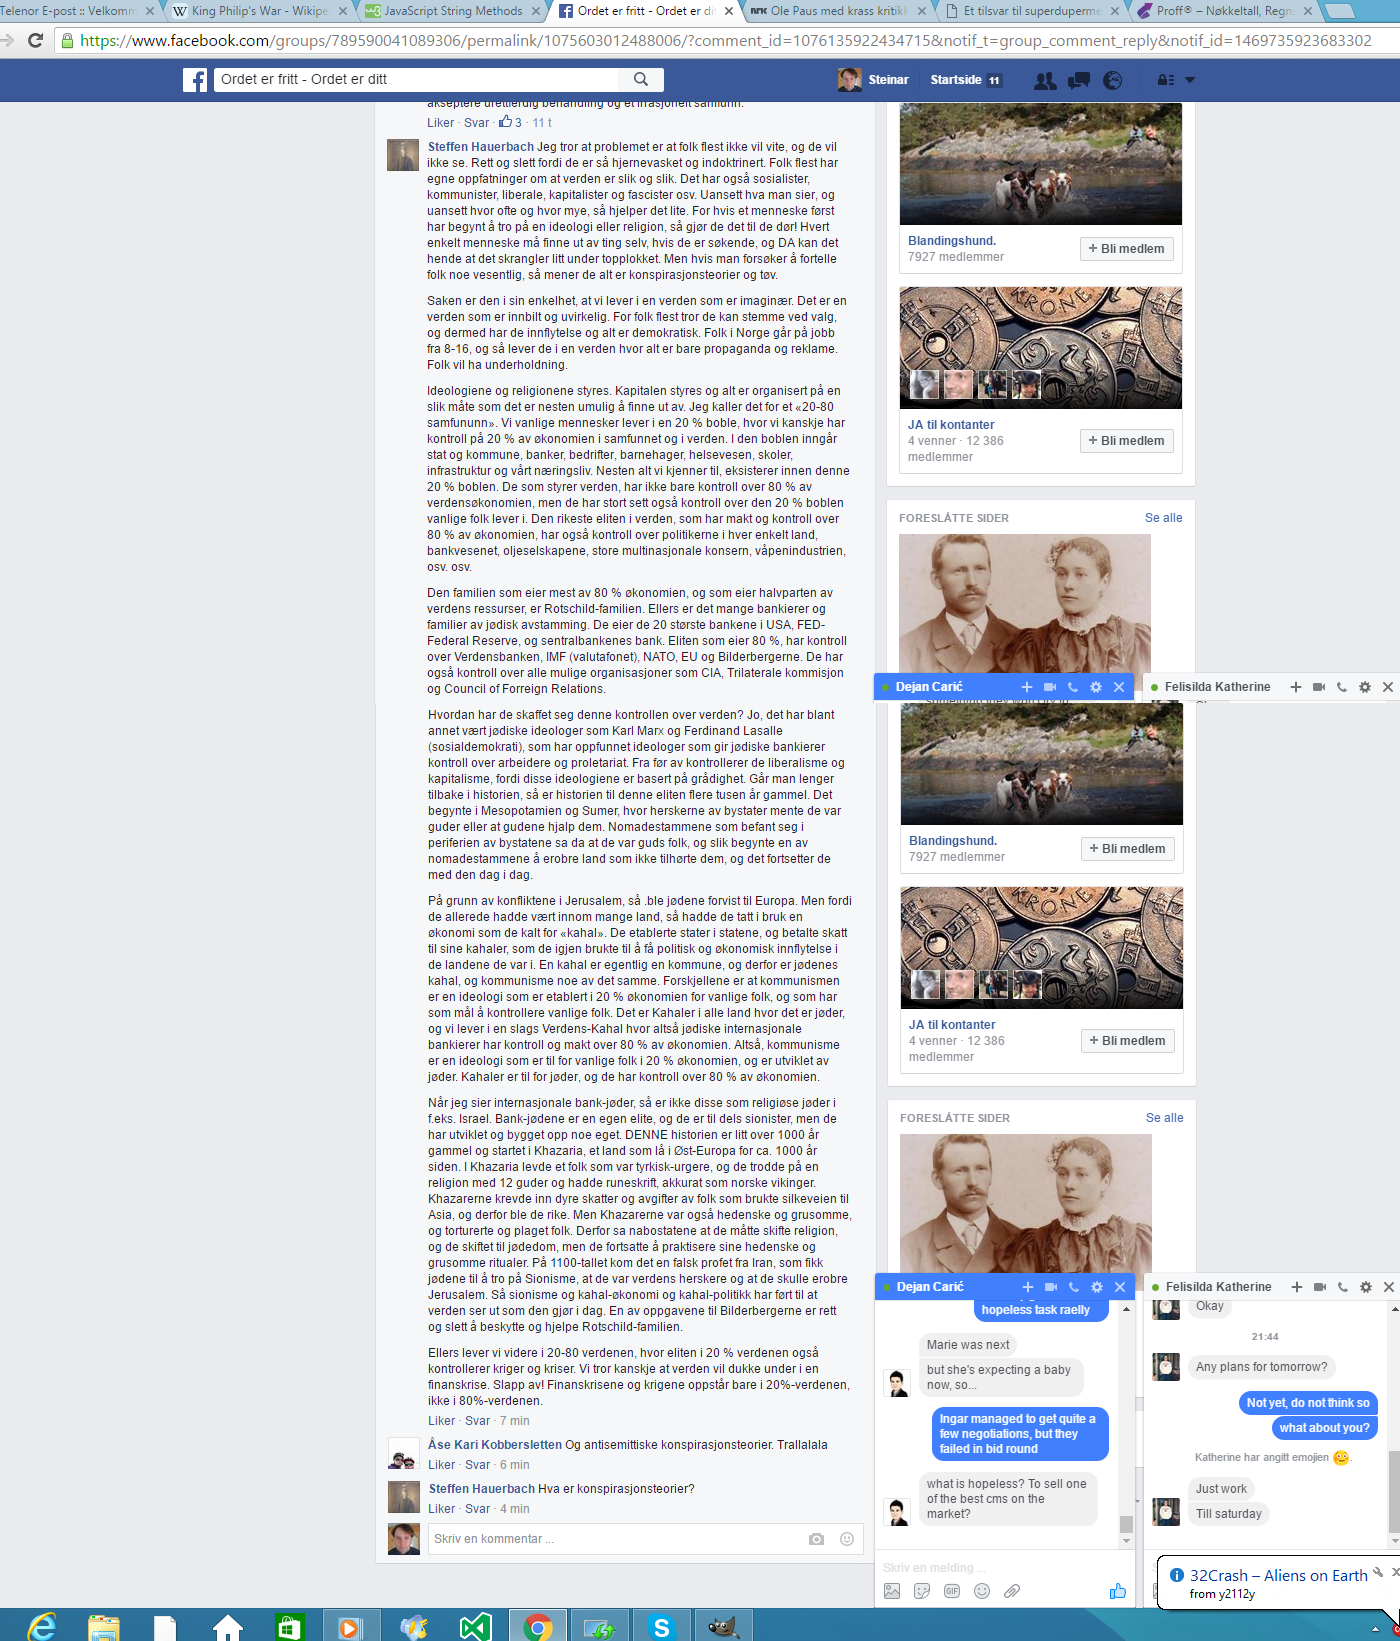 Telenor E-post :: Velkomm
King Philip's War - Wikipe
JavaScript String Methods
Ordet er fritt - Ordet er di
Ole Paus med krass kritikk
Et tilsvar til superduperme
Proff® – Nøkkeltall, Regns
https://www.facebook.com/groups/789590041089306/permalink/1075603012488006/?comment_id=1076135922434715&notif_t=group_comment_reply&notif_id=1469735923683302
Ordet er fritt - Ordet er ditt
Steinar
Startside 11
akseptere urettferdig behandling og et irrasjonelt samfunn.
Liker · Svar · 3 · 11 t
Steffen Hauerbach Jeg tror at problemet er at folk flest ikke vil vite, og de vil
ikke se. Rett og slett fordi de er så hjernevasket og indoktrinert. Folk flest har
egne oppfatninger om at verden er slik og slik. Det har også sosialister,
kommunister, liberale, kapitalister og fascister osv. Uansett hva man sier, og
uansett hvor ofte og hvor mye, så hjelper det lite. For hvis et menneske først
har begynt å tro på en ideologi eller religion, så gjør de det til de dør! Hvert
enkelt menneske må finne ut av ting selv, hvis de er søkende, og DA kan det
hende at det skrangler litt under topplokket. Men hvis man forsøker å fortelle
folk noe vesentlig, så mener de alt er konspirasjonsteorier og tøv.
Saken er den i sin enkelhet, at vi lever i en verden som er imaginær. Det er en
verden som er innbilt og uvirkelig. For folk flest tror de kan stemme ved valg,
og dermed har de innflytelse og alt er demokratisk. Folk i Norge går på jobb
fra 8-16, og så lever de i en verden hvor alt er bare propaganda og reklame.
Folk vil ha underholdning.
Ideologiene og religionene styres. Kapitalen styres og alt er organisert på en
slik måte som det er nesten umulig å finne ut av. Jeg kaller det for et «20-80
samfununn». Vi vanlige mennesker lever i en 20 % boble, hvor vi kanskje har
kontroll på 20 % av økonomien i samfunnet og i verden. I den boblen inngår
stat og kommune, banker, bedrifter, barnehager, helsevesen, skoler,
infrastruktur og vårt næringsliv. Nesten alt vi kjenner til, eksisterer innen denne
20 % boblen. De som styrer verden, har ikke bare kontroll over 80 % av
verdensøkonomien, men de har stort sett også kontroll over den 20 % boblen
vanlige folk lever i. Den rikeste eliten i verden, som har makt og kontroll over
80 % av økonomien, har også kontroll over politikerne i hver enkelt land,
bankvesenet, oljeselskapene, store multinasjonale konsern, våpenindustrien,
osv. osv.
Den familien som eier mest av 80 % økonomien, og som eier halvparten av
verdens ressurser, er Rotschild-familien. Ellers er det mange bankierer og
familier av jødisk avstamming. De eier de 20 største bankene i USA, FED-
Federal Reserve, og sentralbankenes bank. Eliten som eier 80 %, har kontroll
over Verdensbanken, IMF (valutafonet), NATO, EU og Bilderbergerne. De har
også kontroll over alle mulige organisasjoner som CIA, Trilaterale kommisjon
og Council of Forreign Relations.
Hvordan har de skaffet seg denne kontrollen over verden? Jo, det har blant
annet vært jødiske ideologer som Karl Marx og Ferdinand Lasalle
(sosialdemokrati), som har oppfunnet ideologer som gir jødiske bankierer
kontroll over arbeidere og proletariat. Fra før av kontrollerer de liberalisme og
kapitalisme, fordi disse ideologiene er basert på grådighet. Går man lenger
tilbake i historien, så er historien til denne eliten flere tusen år gammel. Det
begynte i Mesopotamien og Sumer, hvor herskerne av bystater mente de var
guder eller at gudene hjalp dem. Nomadestammene som befant seg i
periferien av bystatene sa da at de var guds folk, og slik begynte en av
nomadestammene å erobre land som ikke tilhørte dem, og det fortsetter de
med den dag i dag.
På grunn av konfliktene i Jerusalem, så .ble jødene forvist til Europa. Men fordi
de allerede hadde vært innom mange land, så hadde de tatt i bruk en
økonomi som de kalt for «kahal». De etablerte stater i statene, og betalte skatt
til sine kahaler, som de igjen brukte til å få politisk og økonomisk innflytelse i
de landene de var i. En kahal er egentlig en kommune, og derfor er jødenes
kahal, og kommunisme noe av det samme. Forskjellene er at kommunismen
er en ideologi som er etablert i 20 % økonomien for vanlige folk, og som har
som mål å kontrollere vanlige folk. Det er Kahaler i alle land hvor det er jøder,
og vi lever i en slags Verdens-Kahal hvor altså jødiske internasjonale
bankierer har kontroll og makt over 80 % av økonomien. Altså, kommunisme
er en ideologi som er til for vanlige folk i 20 % økonomien, og er utviklet av
jøder. Kahaler er til for jøder, og de har kontroll over 80 % av økonomien.
Når jeg sier internasjonale bank-jøder, så er ikke disse som religiøse jøder i
f.eks. Israel. Bank-jødene er en egen elite, og de er til dels sionister, men de
har utviklet og bygget opp noe eget. DENNE historien er litt over 1000 år
gammel og startet i Khazaria, et land som lå i Øst-Europa for ca. 1000 år
siden. I Khazaria levde et folk som var tyrkisk-urgere, og de trodde på en
religion med 12 guder og hadde runeskrift, akkurat som norske vikinger.
Khazarerne krevde inn dyre skatter og avgifter av folk som brukte silkeveien til
Asia, og derfor ble de rike. Men Khazarerne var også hedenske og grusomme,
og torturerte og plaget folk. Derfor sa nabostatene at de måtte skifte religion,
og de skiftet til jødedom, men de fortsatte å praktisere sine hedenske og
grusomme ritualer. På 1100-tallet kom det en falsk profet fra Iran, som fikk
jødene til å tro på Sionisme, at de var verdens herskere og at de skulle erobre
Jerusalem. Så sionisme og kahal-økonomi og kahal-politikk har ført til at
verden ser ut som den gjør i dag. En av oppgavene til Bilderbergerne er rett
og slett å beskytte og hjelpe Rotschild-familien.
Ellers lever vi videre i 20-80 verdenen, hvor eliten i 20 % verdenen også
kontrollerer kriger og kriser. Vi tror kanskje at verden vil dukke under i en
finanskrise. Slapp av! Finanskrisene og krigene oppstår bare i 20%-verdenen,
ikke i 80%-verdenen.
Liker · Svar · 7 min
Åse Kari Kobbersletten Og antisemittiske konspirasjonsteorier. Trallalala
Liker · Svar · 6 min
Steffen Hauerbach Hva er konspirasjonsteorier?
Liker · Svar · 4 min
Skriv en kommentar ...
Blandingshund.
7927 medlemmer
+ Bli medlem
KRONE
JA til kontanter
4 venner · 12 386
medlemmer
+ Bli medlem
FORESLÅTTE SIDER
Se alle
Dejan Carić
Felisilda Katherine
Blandingshund.
7927 medlemmer
+ Bli medlem
KRONE
JA til kontanter
4 venner · 12 386
medlemmer
+ Bli medlem
FORESLÅTTE SIDER
Se alle
Dejan Carić
hopeless task raelly
Marie was next
but she's expecting a baby
now, so...
Ingar managed to get quite a
few negotiations, but they
failed in bid round
what is hopeless? To sell one
of the best cms on the
market?
Skriv en melding ...
GIF
Felisilda Katherine
Okay
21:44
Any plans for tomorrow?
Not yet, do not think so
what about you?
Katherine har angitt emojien
Just work
Till saturday
32Crash – Aliens on Earth
from y2112y